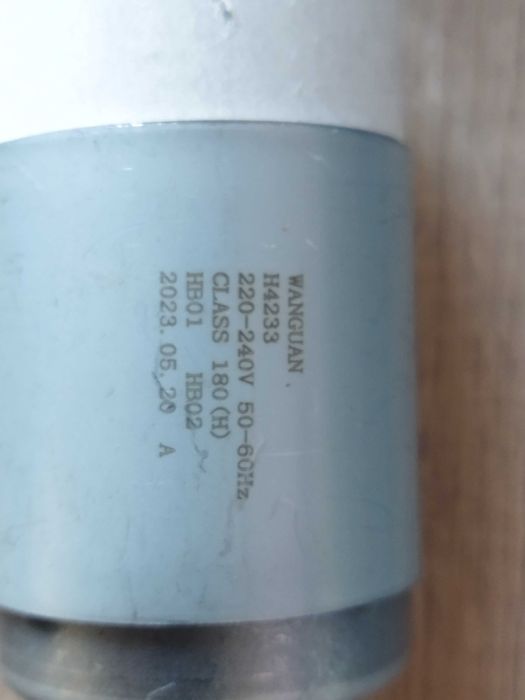 WANGUAN
H4233
220-240V 50-60Hz
CLASS 180(H)
HB01 HB02
2023.05.20 A